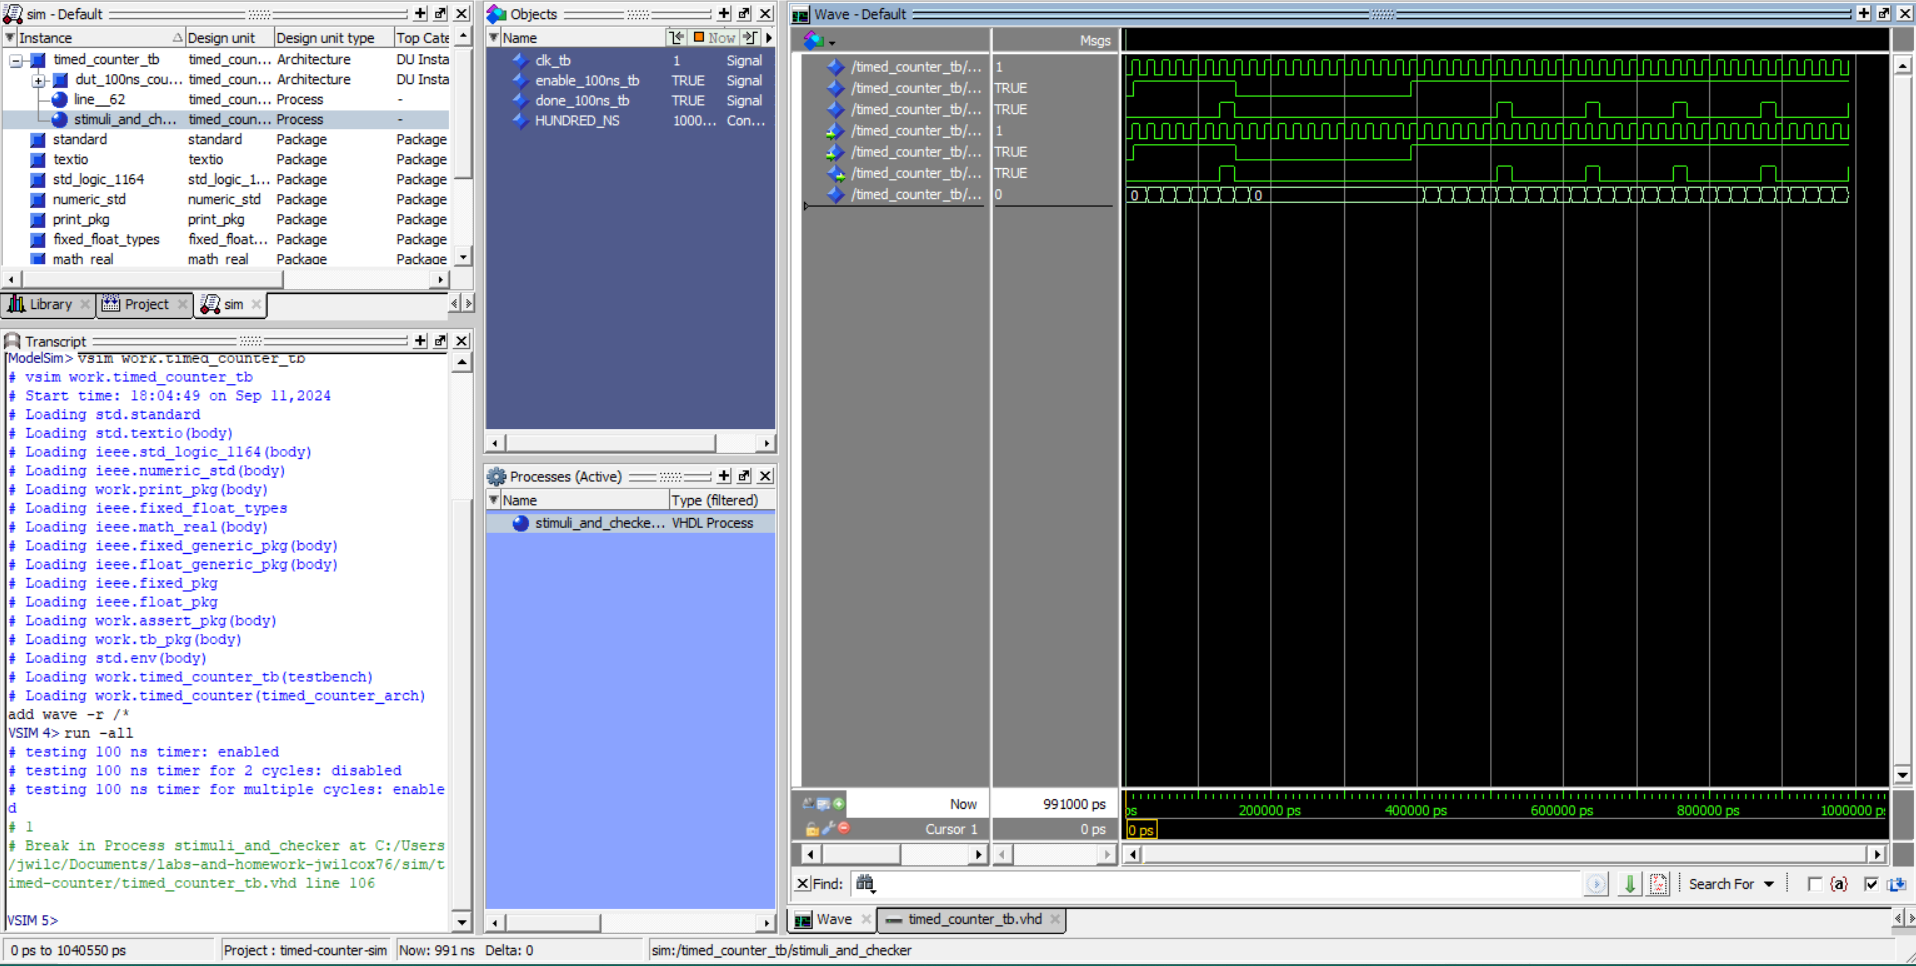 sim - Default
Instance Design unit Design unit type Top Cate
timed_counter_tb timed_coun... Architecture DU Insta
dut_100ns_cou... timed_coun... Architecture DU Insta
line__62 timed_coun... Process -
stimuli_and_ch... timed_coun... Process -
standard standard Package Package
textio textio Package Package
std_logic_1164 std_logic_1... Package Package
numeric_std numeric_std Package Package
print_pkg print_pkg Package Package
fixed_float_types fixed_float... Package Package
math_real math_real Package Package
Library Project sim
Transcript
ModelSim> vsim work.timed_counter_tb
# vsim work.timed_counter_tb
# Start time: 18:04:49 on Sep 11,2024
# Loading std.standard
# Loading std.textio(body)
# Loading ieee.std_logic_1164(body)
# Loading ieee.numeric_std(body)
# Loading work.print_pkg(body)
# Loading ieee.fixed_float_types
# Loading ieee.math_real(body)
# Loading ieee.fixed_generic_pkg(body)
# Loading ieee.float_generic_pkg(body)
# Loading ieee.fixed_pkg
# Loading ieee.float_pkg
# Loading work.assert_pkg(body)
# Loading work.tb_pkg(body)
# Loading std.env(body)
# Loading work.timed_counter_tb(testbench)
# Loading work.timed_counter(timed_counter_arch)
add wave -r /*
VSIM 4> run -all
# testing 100 ns timer: enabled
# testing 100 ns timer for 2 cycles: disabled
# testing 100 ns timer for multiple cycles: enable
d
# 1
# Break in Process stimuli_and_checker at C:/Users
/jwilc/Documents/labs-and-homework-jwilcox76/sim/t
imed-counter/timed_counter_tb.vhd line 106
VSIM 5>
Objects
Name Now
clk_tb 1 Signal
enable_100ns_tb TRUE Signal
done_100ns_tb TRUE Signal
HUNDRED_NS 1000... Con...
Processes (Active)
Name Type (filtered)
stimuli_and_checke... VHDL Process
Wave - Default
Msgs
/timed_counter_tb/... 1
/timed_counter_tb/... TRUE
/timed_counter_tb/... TRUE
/timed_counter_tb/... 1
/timed_counter_tb/... TRUE
/timed_counter_tb/... TRUE
/timed_counter_tb/... 0
0 0
Now 991000 ps
ps 200000 ps 400000 ps 600000 ps 800000 ps 1000000
Cursor 1 0 ps
0 ps
Find: Search For {a}
Wave timed_counter_tb.vhd
0 ps to 1040550 ps Project : timed-counter-sim Now: 991 ns Delta: 0 sim:/timed_counter_tb/stimuli_and_checker